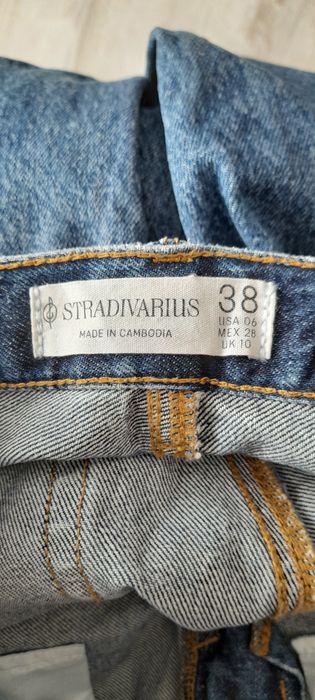 STRADIVARIUS
MADE IN CAMBODIA
38
USA 06
MEX 28
UK 10